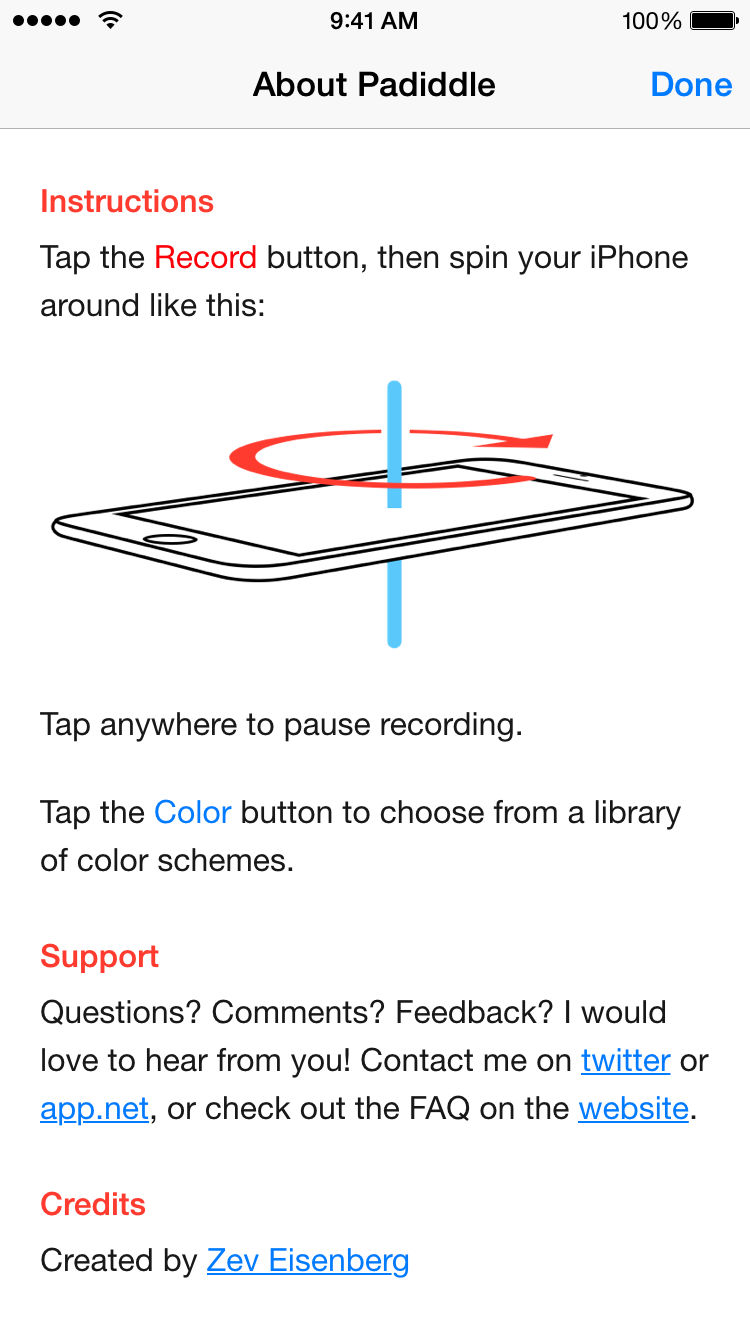 9:41 AM
100%
About Padiddle
Done
Instructions
Tap the Record button, then spin your iPhone
around like this:
Tap anywhere to pause recording.
Tap the Color button to choose from a library
of color schemes.
Support
Questions? Comments? Feedback? I would
love to hear from you! Contact me on twitter or
app.net, or check out the FAQ on the website.
Credits
Created by Zev Eisenberg